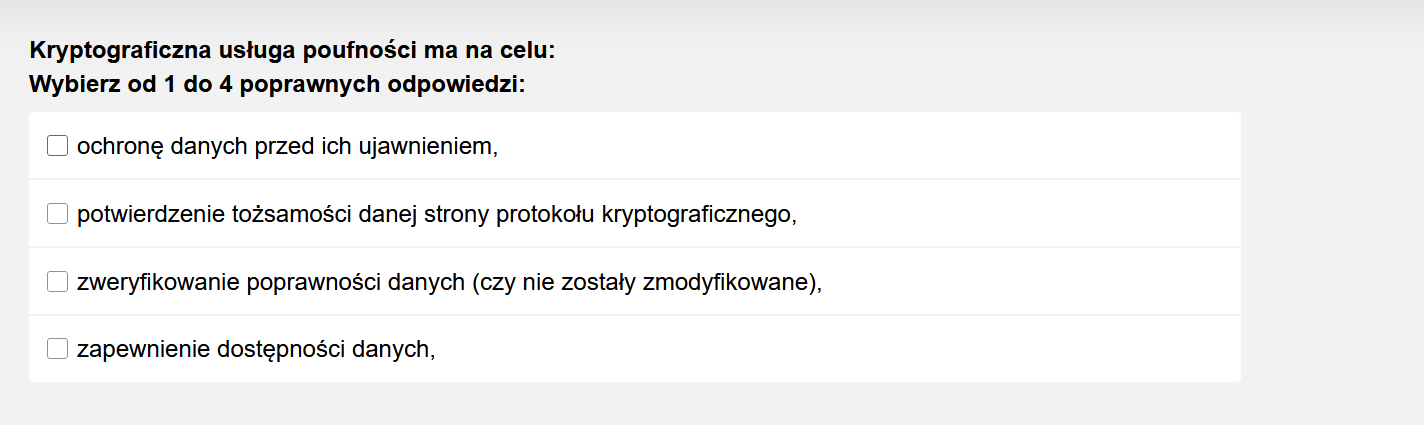 Kryptograficzna usługa poufności ma na celu:
Wybierz od 1 do 4 poprawnych odpowiedzi:
ochronę danych przed ich ujawnieniem,
potwierdzenie tożsamości danej strony protokołu kryptograficznego,
zweryfikowanie poprawności danych (czy nie zostały zmodyfikowane),
zapewnienie dostępności danych,